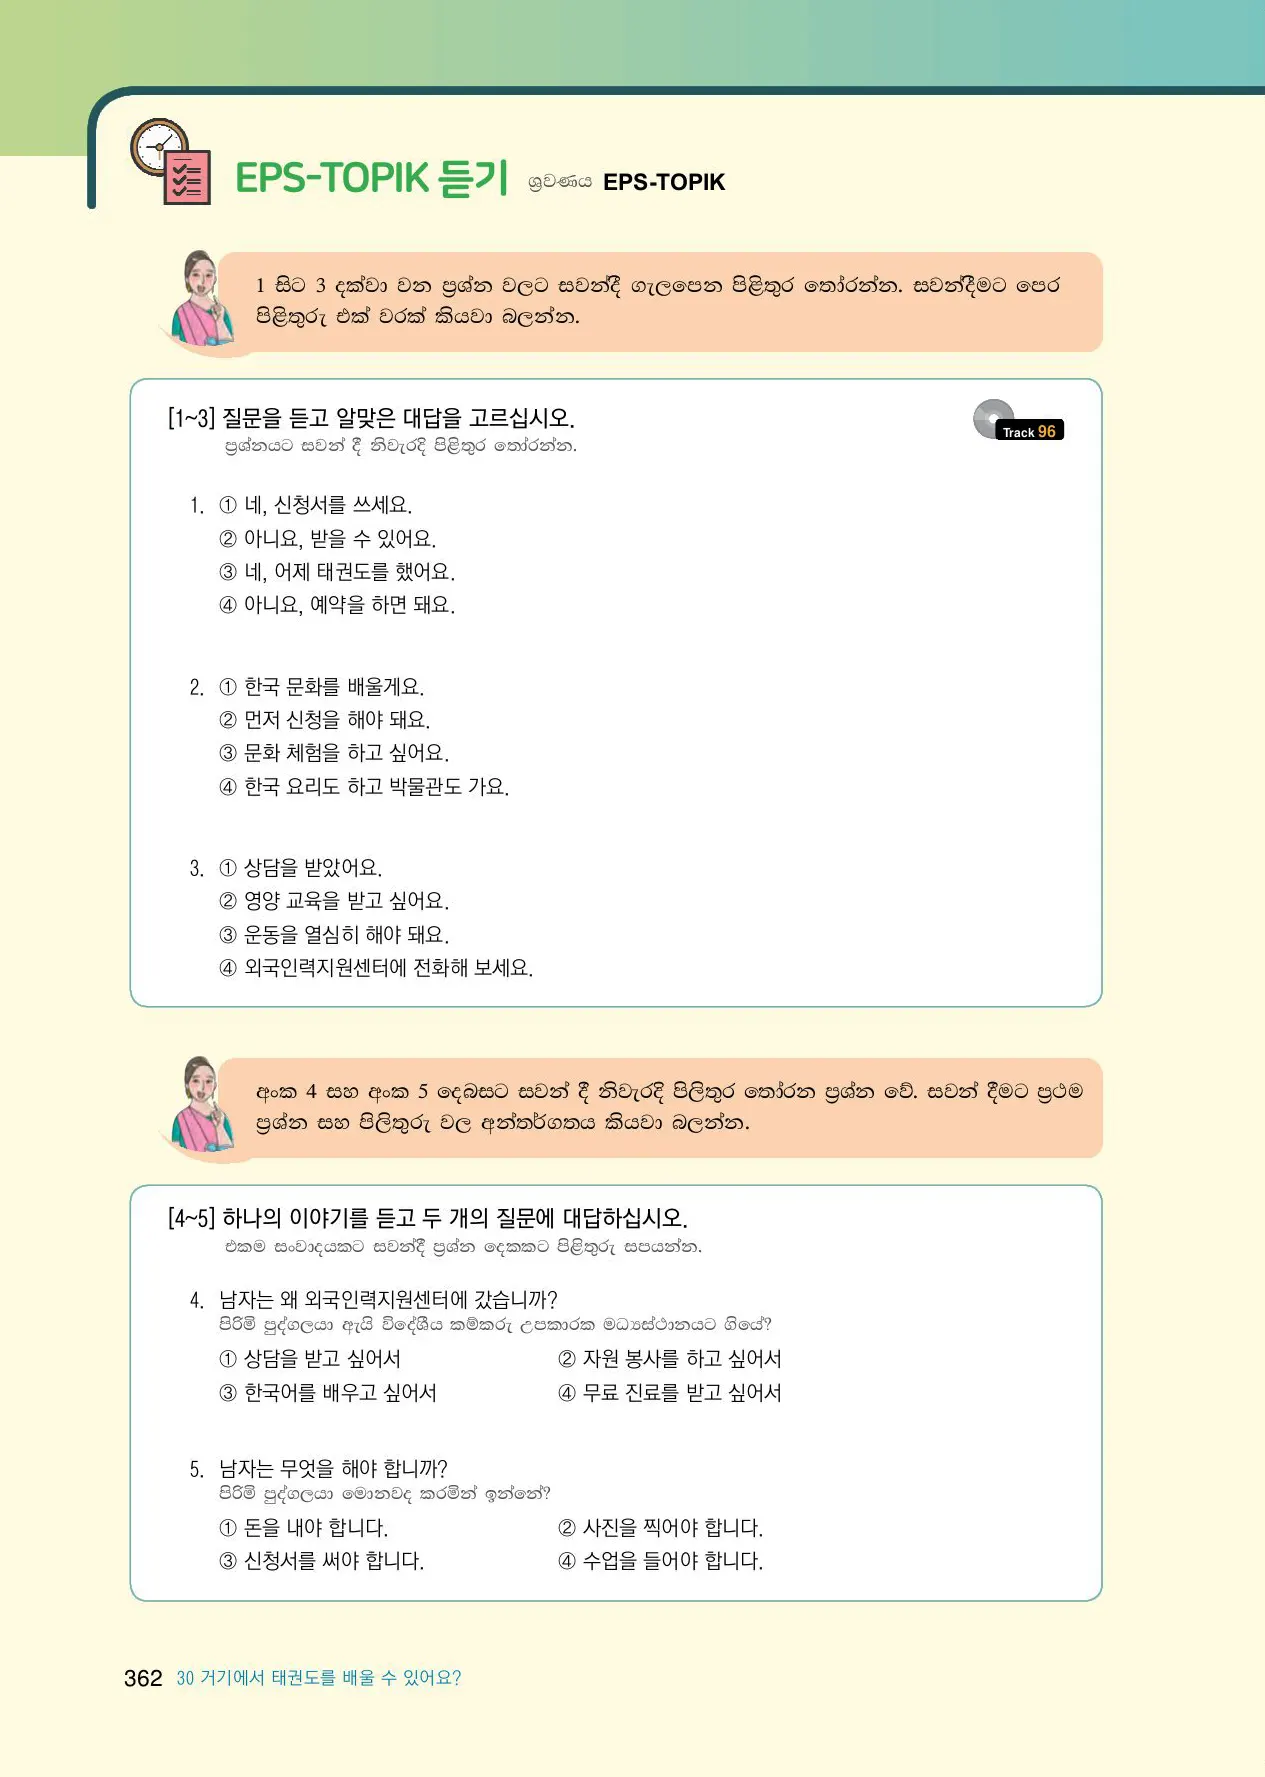 EPS-TOPIK 듣기 ශ්‍රවණය EPS-TOPIK
1 සිට 3 දක්වා වන ප්‍රශ්න වලට සවන්දී ගැලපෙන පිළිතුර තෝරන්න. සවන්දීමට පෙර
පිළිතුරු එක් වරක් කියවා බලන්න.
[1~3] 질문을 듣고 알맞은 대답을 고르십시오.
Track 96
ප්‍රශ්නයට සවන් දී නිවැරදි පිළිතුර තෝරන්න.
1. ① 네, 신청서를 쓰세요.
② 아니요, 받을 수 있어요.
③ 네, 어제 태권도를 했어요.
④ 아니요, 예약을 하면 돼요.
2. ① 한국 문화를 배울게요.
② 먼저 신청을 해야 돼요.
③ 문화 체험을 하고 싶어요.
④ 한국 요리도 하고 박물관도 가요.
3. ① 상담을 받았어요.
② 영양 교육을 받고 싶어요.
③ 운동을 열심히 해야 돼요.
④ 외국인력지원센터에 전화해 보세요.
අංක 4 සහ අංක 5 දෙබසට සවන් දී නිවැරදි පිලිතුර තෝරන ප්‍රශ්න වේ. සවන් දීමට ප්‍රථම
ප්‍රශ්න සහ පිලිතුරු වල අන්තර්ගතය කියවා බලන්න.
[4~5] 하나의 이야기를 듣고 두 개의 질문에 대답하십시오.
එකම සංවාදයකට සවන්දී ප්‍රශ්න දෙකකට පිළිතුරු සපයන්න.
4. 남자는 왜 외국인력지원센터에 갔습니까?
පිරිමි පුද්ගලයා ඇයි විදේශීය කම්කරු උපකාරක මධ්‍යස්ථානයට ගියේ?
① 상담을 받고 싶어서 ② 자원 봉사를 하고 싶어서
③ 한국어를 배우고 싶어서 ④ 무료 진료를 받고 싶어서
5. 남자는 무엇을 해야 합니까?
පිරිමි පුද්ගලයා මොනවද කරමින් ඉන්නේ?
① 돈을 내야 합니다. ② 사진을 찍어야 합니다.
③ 신청서를 써야 합니다. ④ 수업을 들어야 합니다.
362 30 거기에서 태권도를 배울 수 있어요?